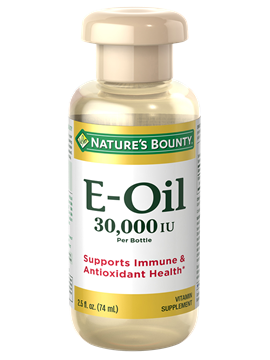 NATURE'S BOUNTY
E-Oil
30,000 IU
Per Bottle
Supports Immune &
Antioxidant Health*
2.5 fl. oz. (74 mL)
VITAMIN
SUPPLEMENT